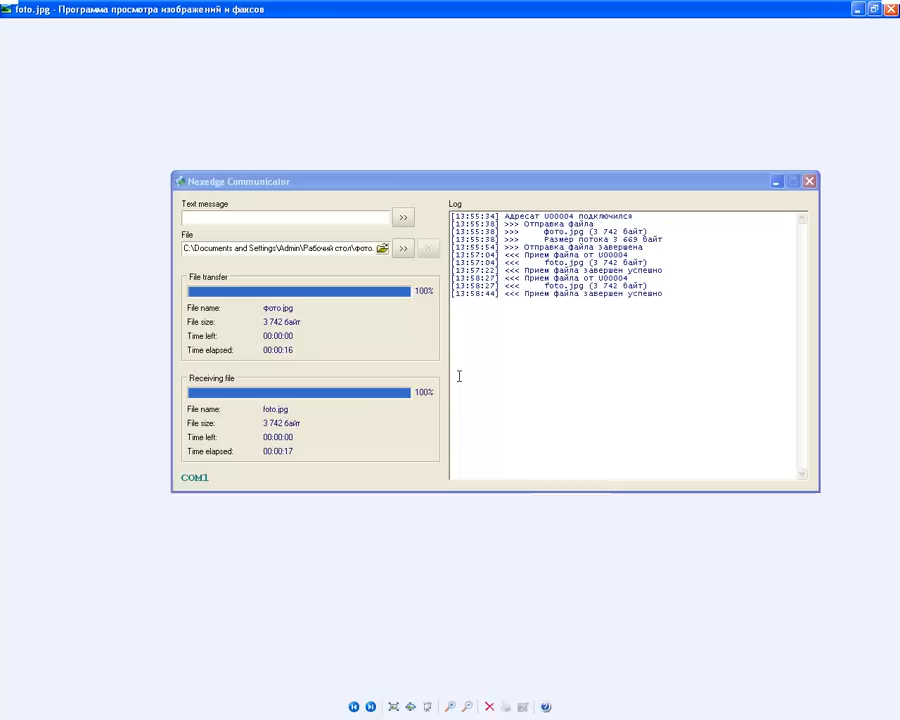 foto.jpg - Программа просмотра изображений и факсов
Nexedge Communicator
Text message
>>
File
C:\Documents and Settings\Admin\Рабочий стол\Фото.
>>
File transfer
100%
File name: Фото.jpg
File size: 3 742 байт
Time left: 00:00:00
Time elapsed: 00:00:16
Receiving file
100%
File name: foto.jpg
File size: 3 742 байт
Time left: 00:00:00
Time elapsed: 00:00:17
COM1
Log
[13:55:34] Адресат U00004 подключился
[13:55:38] >>> Отправка файла
[13:55:38] >>> фото.jpg (3 742 байт)
[13:55:38] >>> Размер потока 3 669 байт
[13:55:54] >>> Отправка файла завершена
[13:57:04] <<< Прием файла от U00004
[13:57:04] <<< foto.jpg (3 742 байт)
[13:57:22] <<< Прием файла завершен успешно
[13:58:27] <<< Прием файла от U00004
[13:58:27] <<< foto.jpg (3 742 байт)
[13:58:44] <<< Прием файла завершен успешно